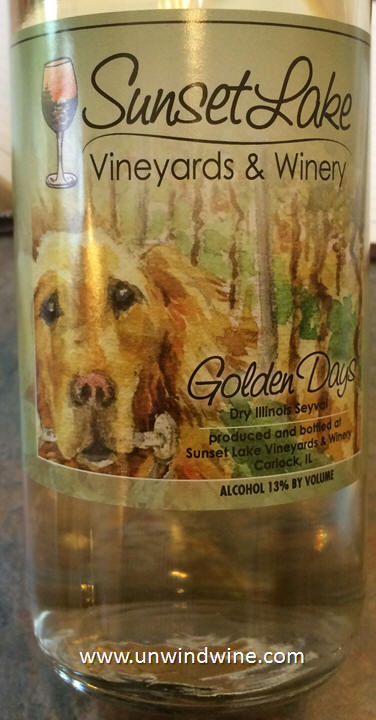 Sunset Lake
Vineyards & Winery
Golden Days
Dry Illinois Seyval
produced and bottled at
Sunset Lake Vineyards & Winery
Carlock, IL
ALCOHOL 13% BY VOLUME
www.unwindwine.com